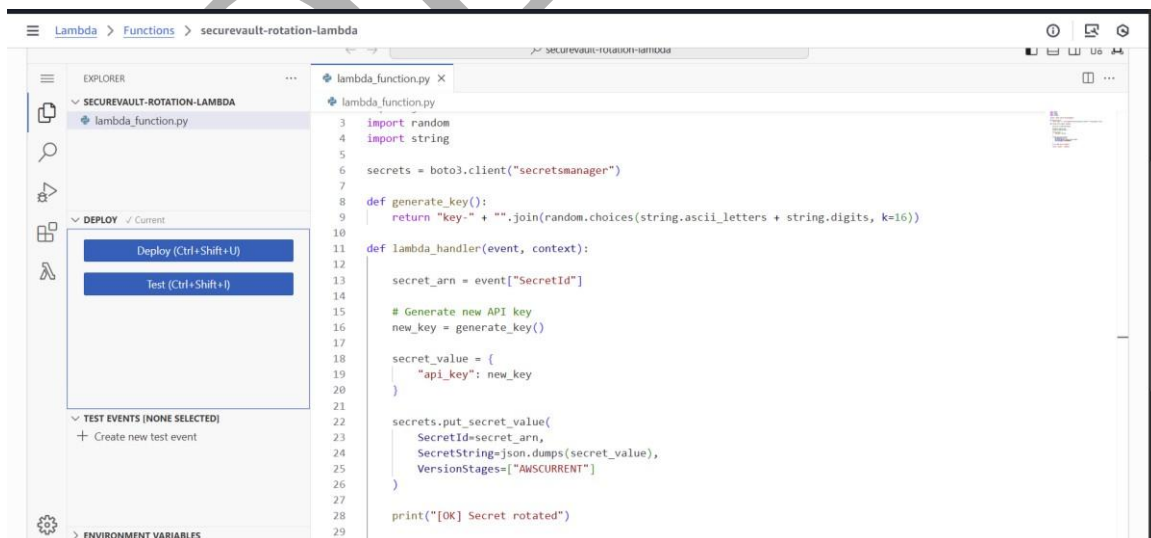 Lambda > Functions > securevault-rotation-lambda
securevault-rotation-lambda
EXPLORER
lambda_function.py
SECUREVAULT-ROTATION-LAMBDA
lambda_function.py
lambda_function.py
3 import random
4 import string
5
6 secrets = boto3.client("secretsmanager")
7
8 def generate_key():
9 return "key-" + "".join(random.choices(string.ascii_letters + string.digits, k=16))
10
11 def lambda_handler(event, context):
12
13 secret_arn = event["SecretId"]
14
15 # Generate new API key
16 new_key = generate_key()
17
18 secret_value = {
19 "api_key": new_key
20 }
21
22 secrets.put_secret_value(
23 SecretId=secret_arn,
24 SecretString=json.dumps(secret_value),
25 VersionStages=["AWSCURRENT"]
26 )
27
28 print("[OK] Secret rotated")
29
DEPLOY ✓ Current
Deploy (Ctrl+Shift+U)
Test (Ctrl+Shift+I)
TEST EVENTS [NONE SELECTED]
+ Create new test event
ENVIRONMENT VARIABLES